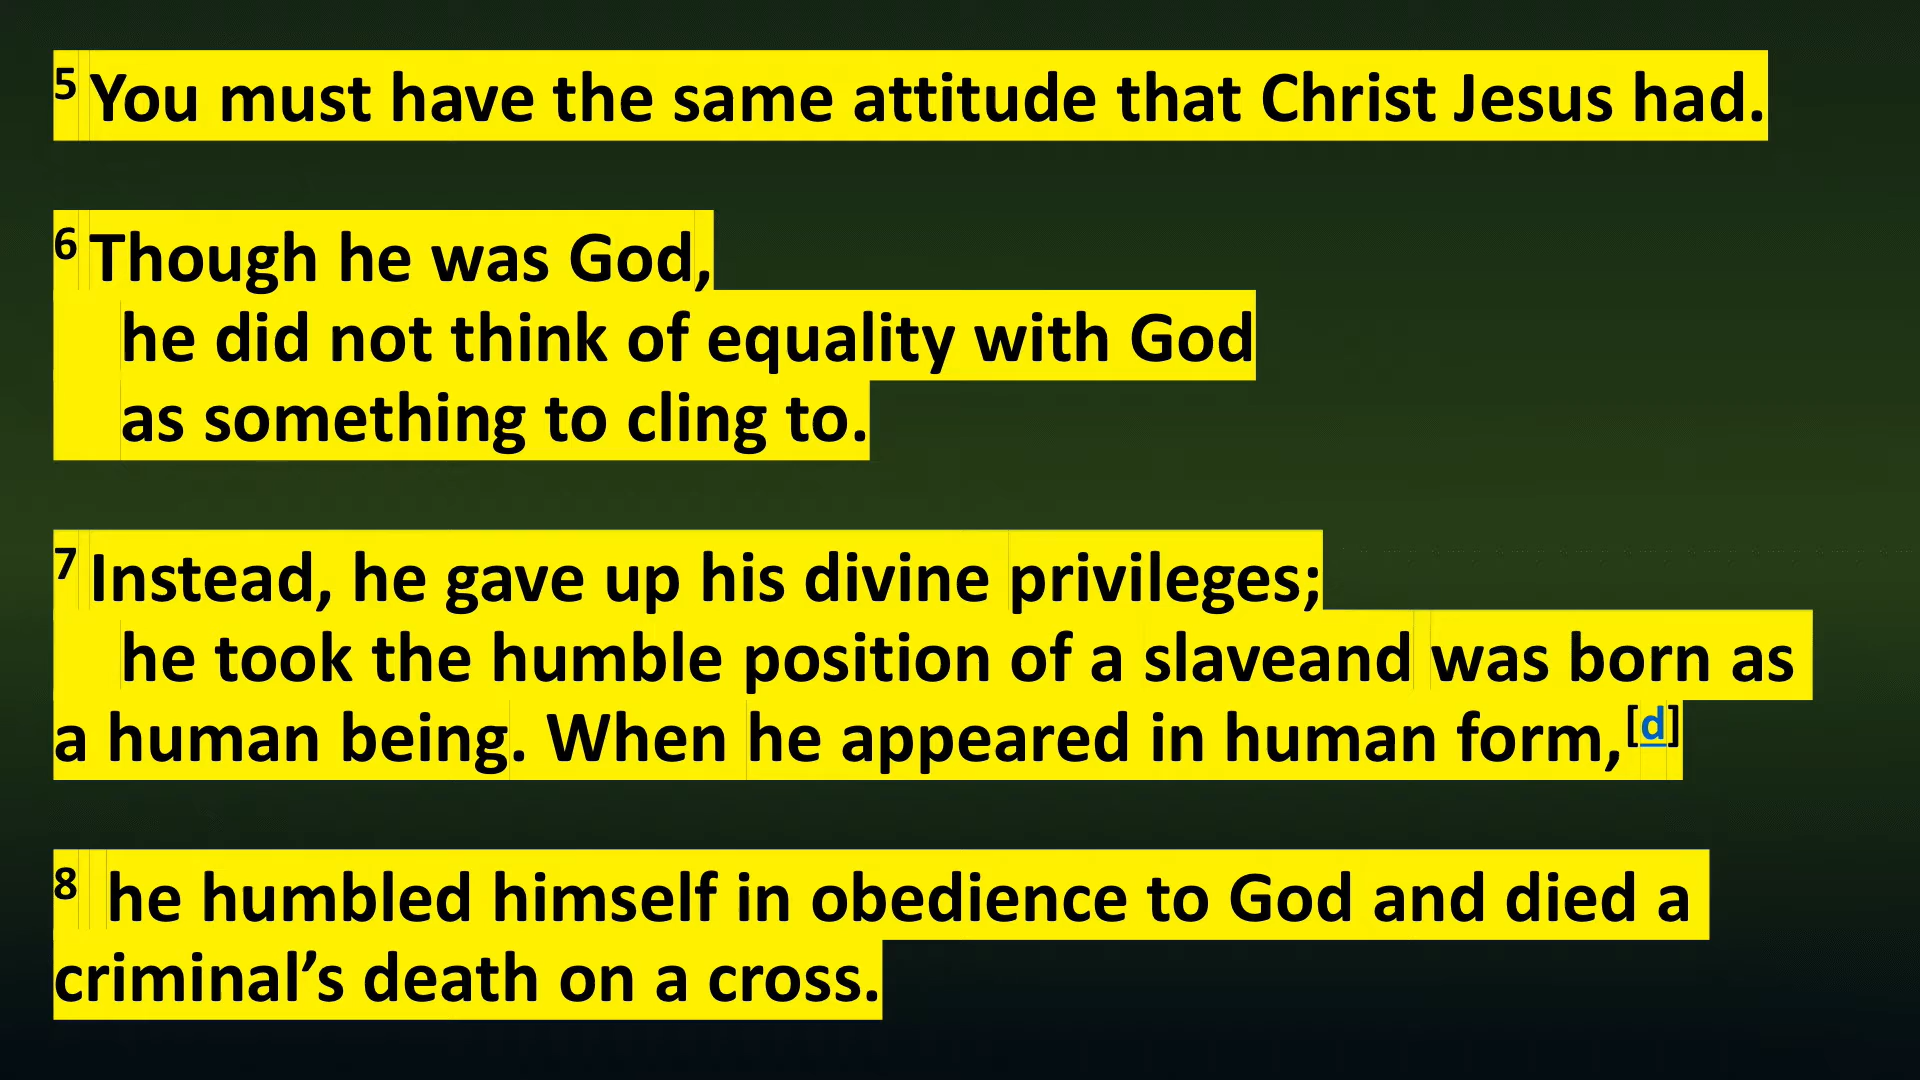 5 You must have the same attitude that Christ Jesus had.
6 Though he was God,
he did not think of equality with God
as something to cling to.
7 Instead, he gave up his divine privileges;
he took the humble position of a slaveand was born as
a human being. When he appeared in human form,[d]
8 he humbled himself in obedience to God and died a
criminal’s death on a cross.